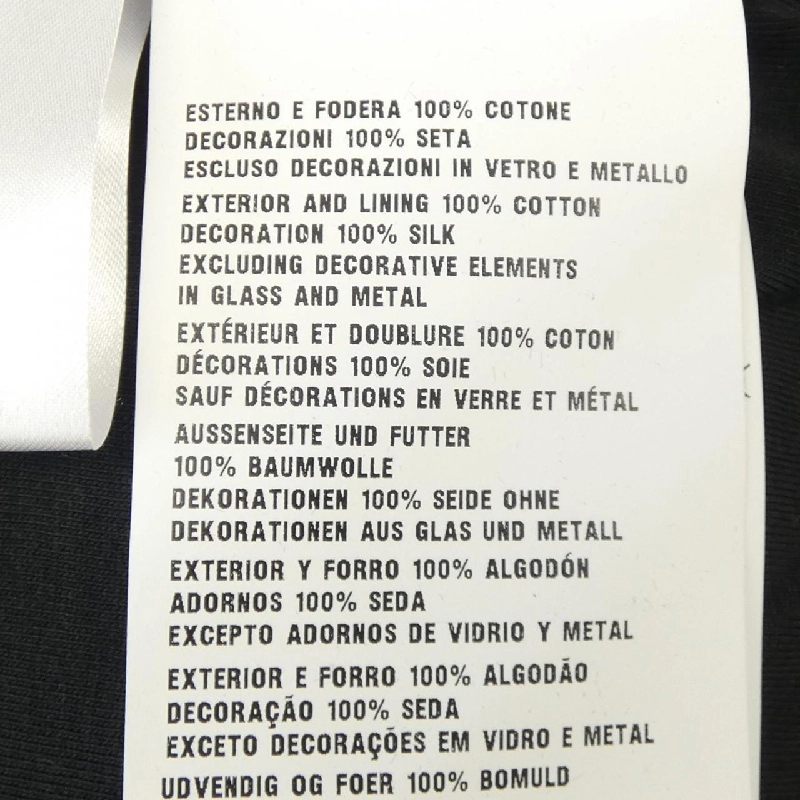 ESTERNO E FODERA 100% COTONE
DECORAZIONI 100% SETA
ESCLUSO DECORAZIONI IN VETRO E METALLO
EXTERIOR AND LINING 100% COTTON
DECORATION 100% SILK
EXCLUDING DECORATIVE ELEMENTS
IN GLASS AND METAL
EXTÉRIEUR ET DOUBLURE 100% COTON
DÉCORATIONS 100% SOIE
SAUF DÉCORATIONS EN VERRE ET MÉTAL
AUSSENSEITE UND FUTTER
100% BAUMWOLLE
DEKORATIONEN 100% SEIDE OHNE
DEKORATIONEN AUS GLAS UND METALL
EXTERIOR Y FORRO 100% ALGODÓN
ADORNOS 100% SEDA
EXCEPTO ADORNOS DE VIDRIO Y METAL
EXTERIOR E FORRO 100% ALGODÃO
DECORAÇÃO 100% SEDA
EXCETO DECORAÇÕES EM VIDRO E METAL
UDVENDIG OG FOER 100% BOMULD